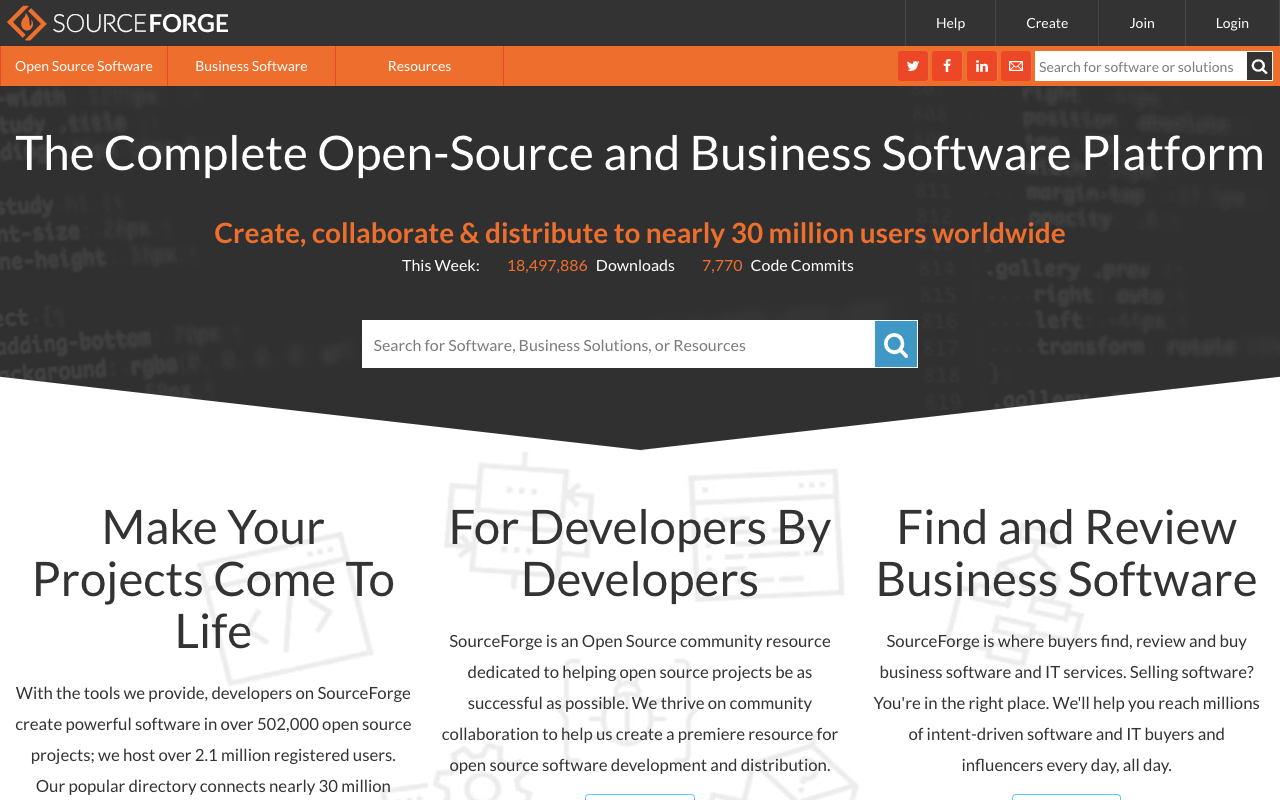 SOURCEFORGE
Help
Create
Join
Login
Open Source Software
Business Software
Resources
Search for software or solutions
The Complete Open-Source and Business Software Platform
Create, collaborate & distribute to nearly 30 million users worldwide
This Week: 18,497,886 Downloads 7,770 Code Commits
Search for Software, Business Solutions, or Resources
Make Your
Projects Come To
Life
With the tools we provide, developers on SourceForge
create powerful software in over 502,000 open source
projects; we host over 2.1 million registered users.
Our popular directory connects nearly 30 million
For Developers By
Developers
SourceForge is an Open Source community resource
dedicated to helping open source projects be as
successful as possible. We thrive on community
collaboration to help us create a premiere resource for
open source software development and distribution.
Find and Review
Business Software
SourceForge is where buyers find, review and buy
business software and IT services. Selling software?
You're in the right place. We'll help you reach millions
of intent-driven software and IT buyers and
influencers every day, all day.